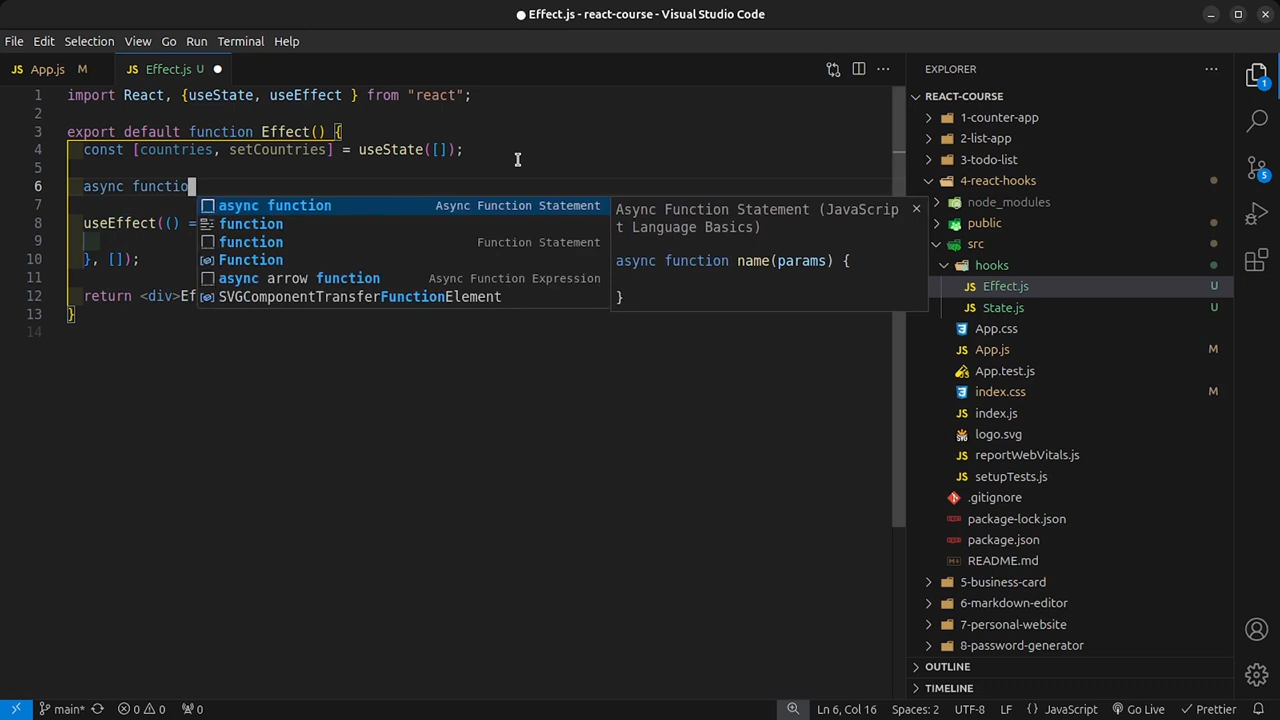 Effect.js - react-course - Visual Studio Code
File Edit Selection View Go Run Terminal Help
JS App.js M JS Effect.js U
1 import React, {useState, useEffect } from "react";
2
3 export default function Effect() {
4 const [countries, setCountries] = useState([]);
5
6 async functio
7
8 useEffect(() =
9
10 }, []);
11
12 return <div>Ef
13 }
14
async function Async Function Statement
function
function Function Statement
Function
async arrow function Async Function Expression
SVGComponentTransferFunctionElement
Async Function Statement (JavaScrip
t Language Basics)
async function name(params) {
}
EXPLORER
REACT-COURSE
1-counter-app
2-list-app
3-todo-list
4-react-hooks
node_modules
public
src
hooks
JS Effect.js U
JS State.js U
App.css
JS App.js M
App.test.js
index.css M
JS index.js
logo.svg
JS reportWebVitals.js
JS setupTests.js
.gitignore
package-lock.json
package.json
README.md
5-business-card
6-markdown-editor
7-personal-website
8-password-generator
OUTLINE
TIMELINE
1
5
main* 0 0 0 Ln 6, Col 16 Spaces: 2 UTF-8 LF {} JavaScript Go Live Prettier